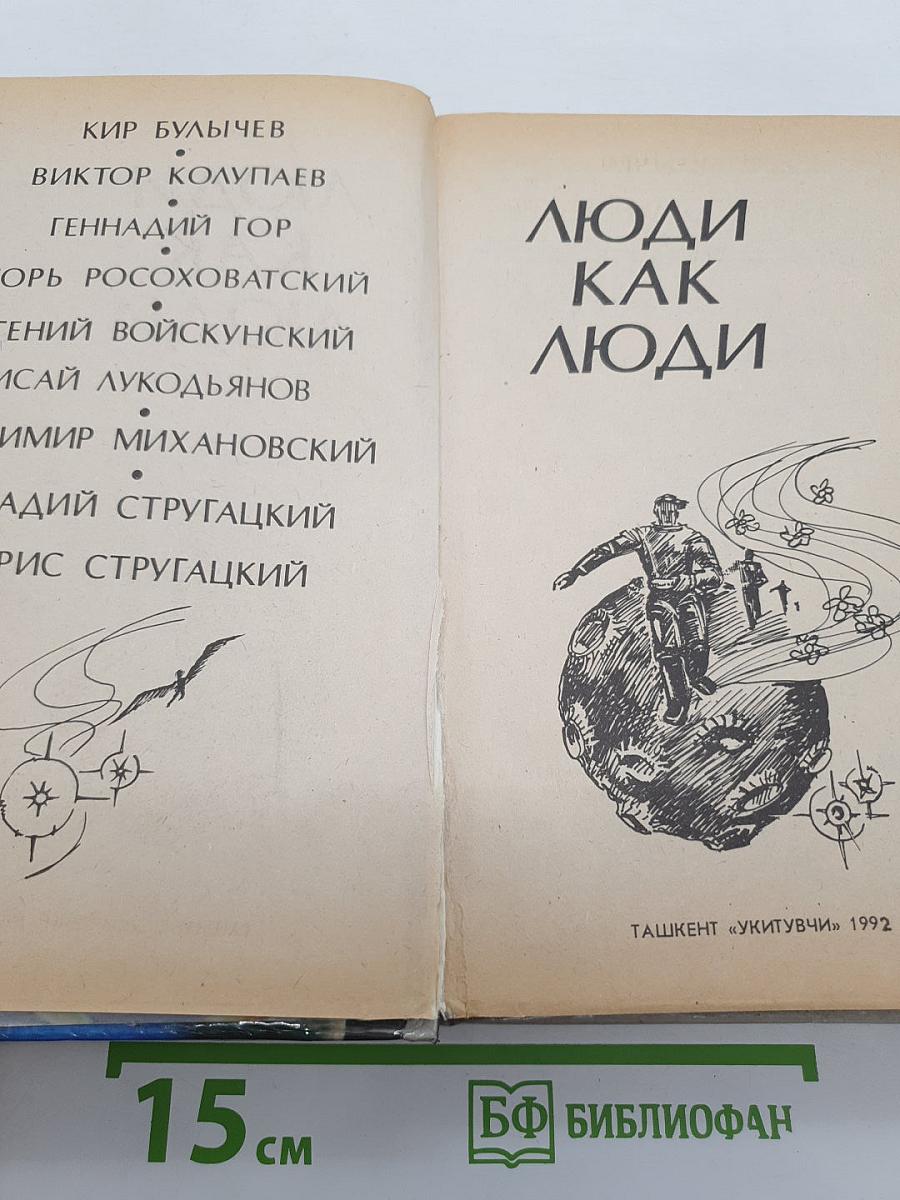 КИР БУЛЫЧЕВ
ВИКТОР КОЛУПАЕВ
ГЕННАДИЙ ГОР
ОРЬ РОСОХОВАТСКИЙ
ГЕНИЙ ВОЙСКУНСКИЙ
ИСАЙ ЛУКОДЬЯНОВ
ИМИР МИХАНОВСКИЙ
АДИЙ СТРУГАЦКИЙ
РИС СТРУГАЦКИЙ
ЛЮДИ
КАК
ЛЮДИ
ТАШКЕНТ «УКИТУВЧИ» 1992
15 см
БФ БИБЛИОФАН